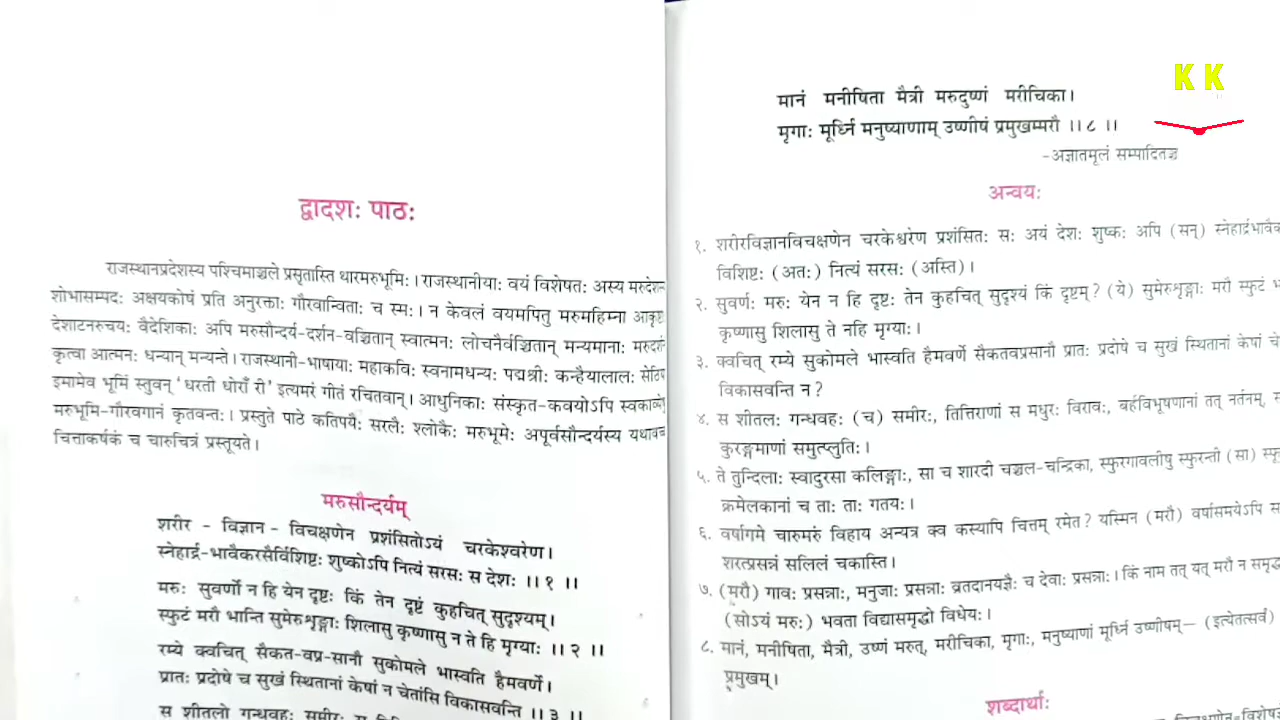 द्वादशः पाठः
राजस्थानप्रदेशस्य पश्चिमाञ्चले प्रसृतास्ति थारमरुभूमिः । राजस्थानीयाः वयं विशेषतः अस्य
शोभासम्पदः अक्षयकोषं प्रति अनुरक्ताः गौरवान्विताः च स्मः । न केवलं वयमपितु मरुमहिम्ना
देशाटनरुचयः वैदेशिकाः अपि मरुसौन्दर्य-दर्शन-वञ्चितान् स्वात्मनः लोचनैर्वञ्चितान् मन्यमानाः
कृत्वा आत्मनः धन्यान् मन्यन्ते । राजस्थानी-भाषायाः महाकविः स्वनामधन्यः पद्मश्रीः कन्हैयालालः
इमामेव भूमिं स्तुवन् ‘धरती धोराँ री’ इत्यमरं गीतं रचितवान् । आधुनिकाः संस्कृत-कवयोऽपि
मरुभूमि-गौरवगानं कृतवन्तः । प्रस्तुते पाठे कतिपयैः सरलैः श्लोकैः मरुभूमेः अपूर्वसौन्दर्यस्य
चित्ताकर्षकं च चारुचित्रं प्रस्तूयते ।
मरुसौन्दर्यम्
शरीर - विज्ञान - विचक्षणेन प्रशंसितोऽयं चरकेश्वरेण ।
स्नेहार्द्र-भावैकरसैर्विशिष्टः शुष्कोऽपि नित्यं सरसः स देशः ।।१ ।।
मरुः सुवर्णो न हि येन दृष्टः किं तेन दृष्टं कुहचित् सुदृश्यम् ।
स्फुटं मरौ भान्ति सुमेरुशृङ्गाः शिलासु कृष्णासु न ते हि मृग्याः ।।२ ।।
रम्ये क्वचित् सैकत-वप्र-सानौ सुकोमले भास्वति हैमवर्णे ।
प्रातः प्रदोषे च सुखं स्थितानां केषां न चेतांसि विकासवन्ति ।।३ ।।
स शीतलो गन्धवहः समीरः
मानं मनीषिता मैत्री मरुदुष्णं मरीचिका ।
मृगाः मूर्ध्नि मनुष्याणाम् उष्णीषं प्रमुखम्मरौ ।।८ ।।
-अज्ञातमूलं सम्पादितञ्च
K K
अन्वयः
१. शरीरविज्ञानविचक्षणेन चरकेश्वरेण प्रशंसितः सः अयं देशः शुष्कः अपि (सन्)
विशिष्टः (अतः) नित्यं सरसः (अस्ति) ।
२. सुवर्णः मरुः येन न हि दृष्टः तेन कुहचित् सुदृश्यं किं दृष्टम् ? (ये) सुमेरुशृङ्गाः मरौ स्फुटं
कृष्णासु शिलासु ते नहि मृग्याः ।
३. क्वचित् रम्ये सुकोमले भास्वति हैमवर्णे सैकतवप्रसानौ प्रातः प्रदोषे च सुखं स्थितानां केषां
विकासवन्ति न ?
४. स शीतलः गन्धवहः (च) समीरः, तित्तिराणां स मधुरः विरावः, बर्हविभूषणानां तत् नर्तनम्,
कुरङ्गमाणां समुत्प्लुतिः ।
५. ते तुन्दिलाः स्वादुरसा कलिङ्गाः, सा च शारदी चञ्चल-चन्द्रिका, स्फुरगावलीषु स्फुरन्ती (सा)
क्रमेलकानां च ताः ताः गतयः ।
६. वर्षागमे चारुमरुं विहाय अन्यत्र क्व कस्यापि चित्तम् रमेत ? यस्मिन (मरौ) वर्षासमयेऽपि
शरत्प्रसन्नं सलिलं चकास्ति ।
७. (मरौ) गावः प्रसन्नाः, मनुजाः प्रसन्नाः व्रतदानयज्ञैः च देवाः प्रसन्नाः । किं नाम तत् यत् मरौ न
(सोऽयं मरुः) भवता विद्यासमृद्धो विधेयः ।
८. मानं, मनीषिता, मैत्री, उष्णं मरुत्, मरीचिका, मृगाः, मनुष्याणां मूर्ध्नि उष्णीषम्— (इत्येतत्सर्वं)
प्रमुखम् ।
शब्दार्थाः